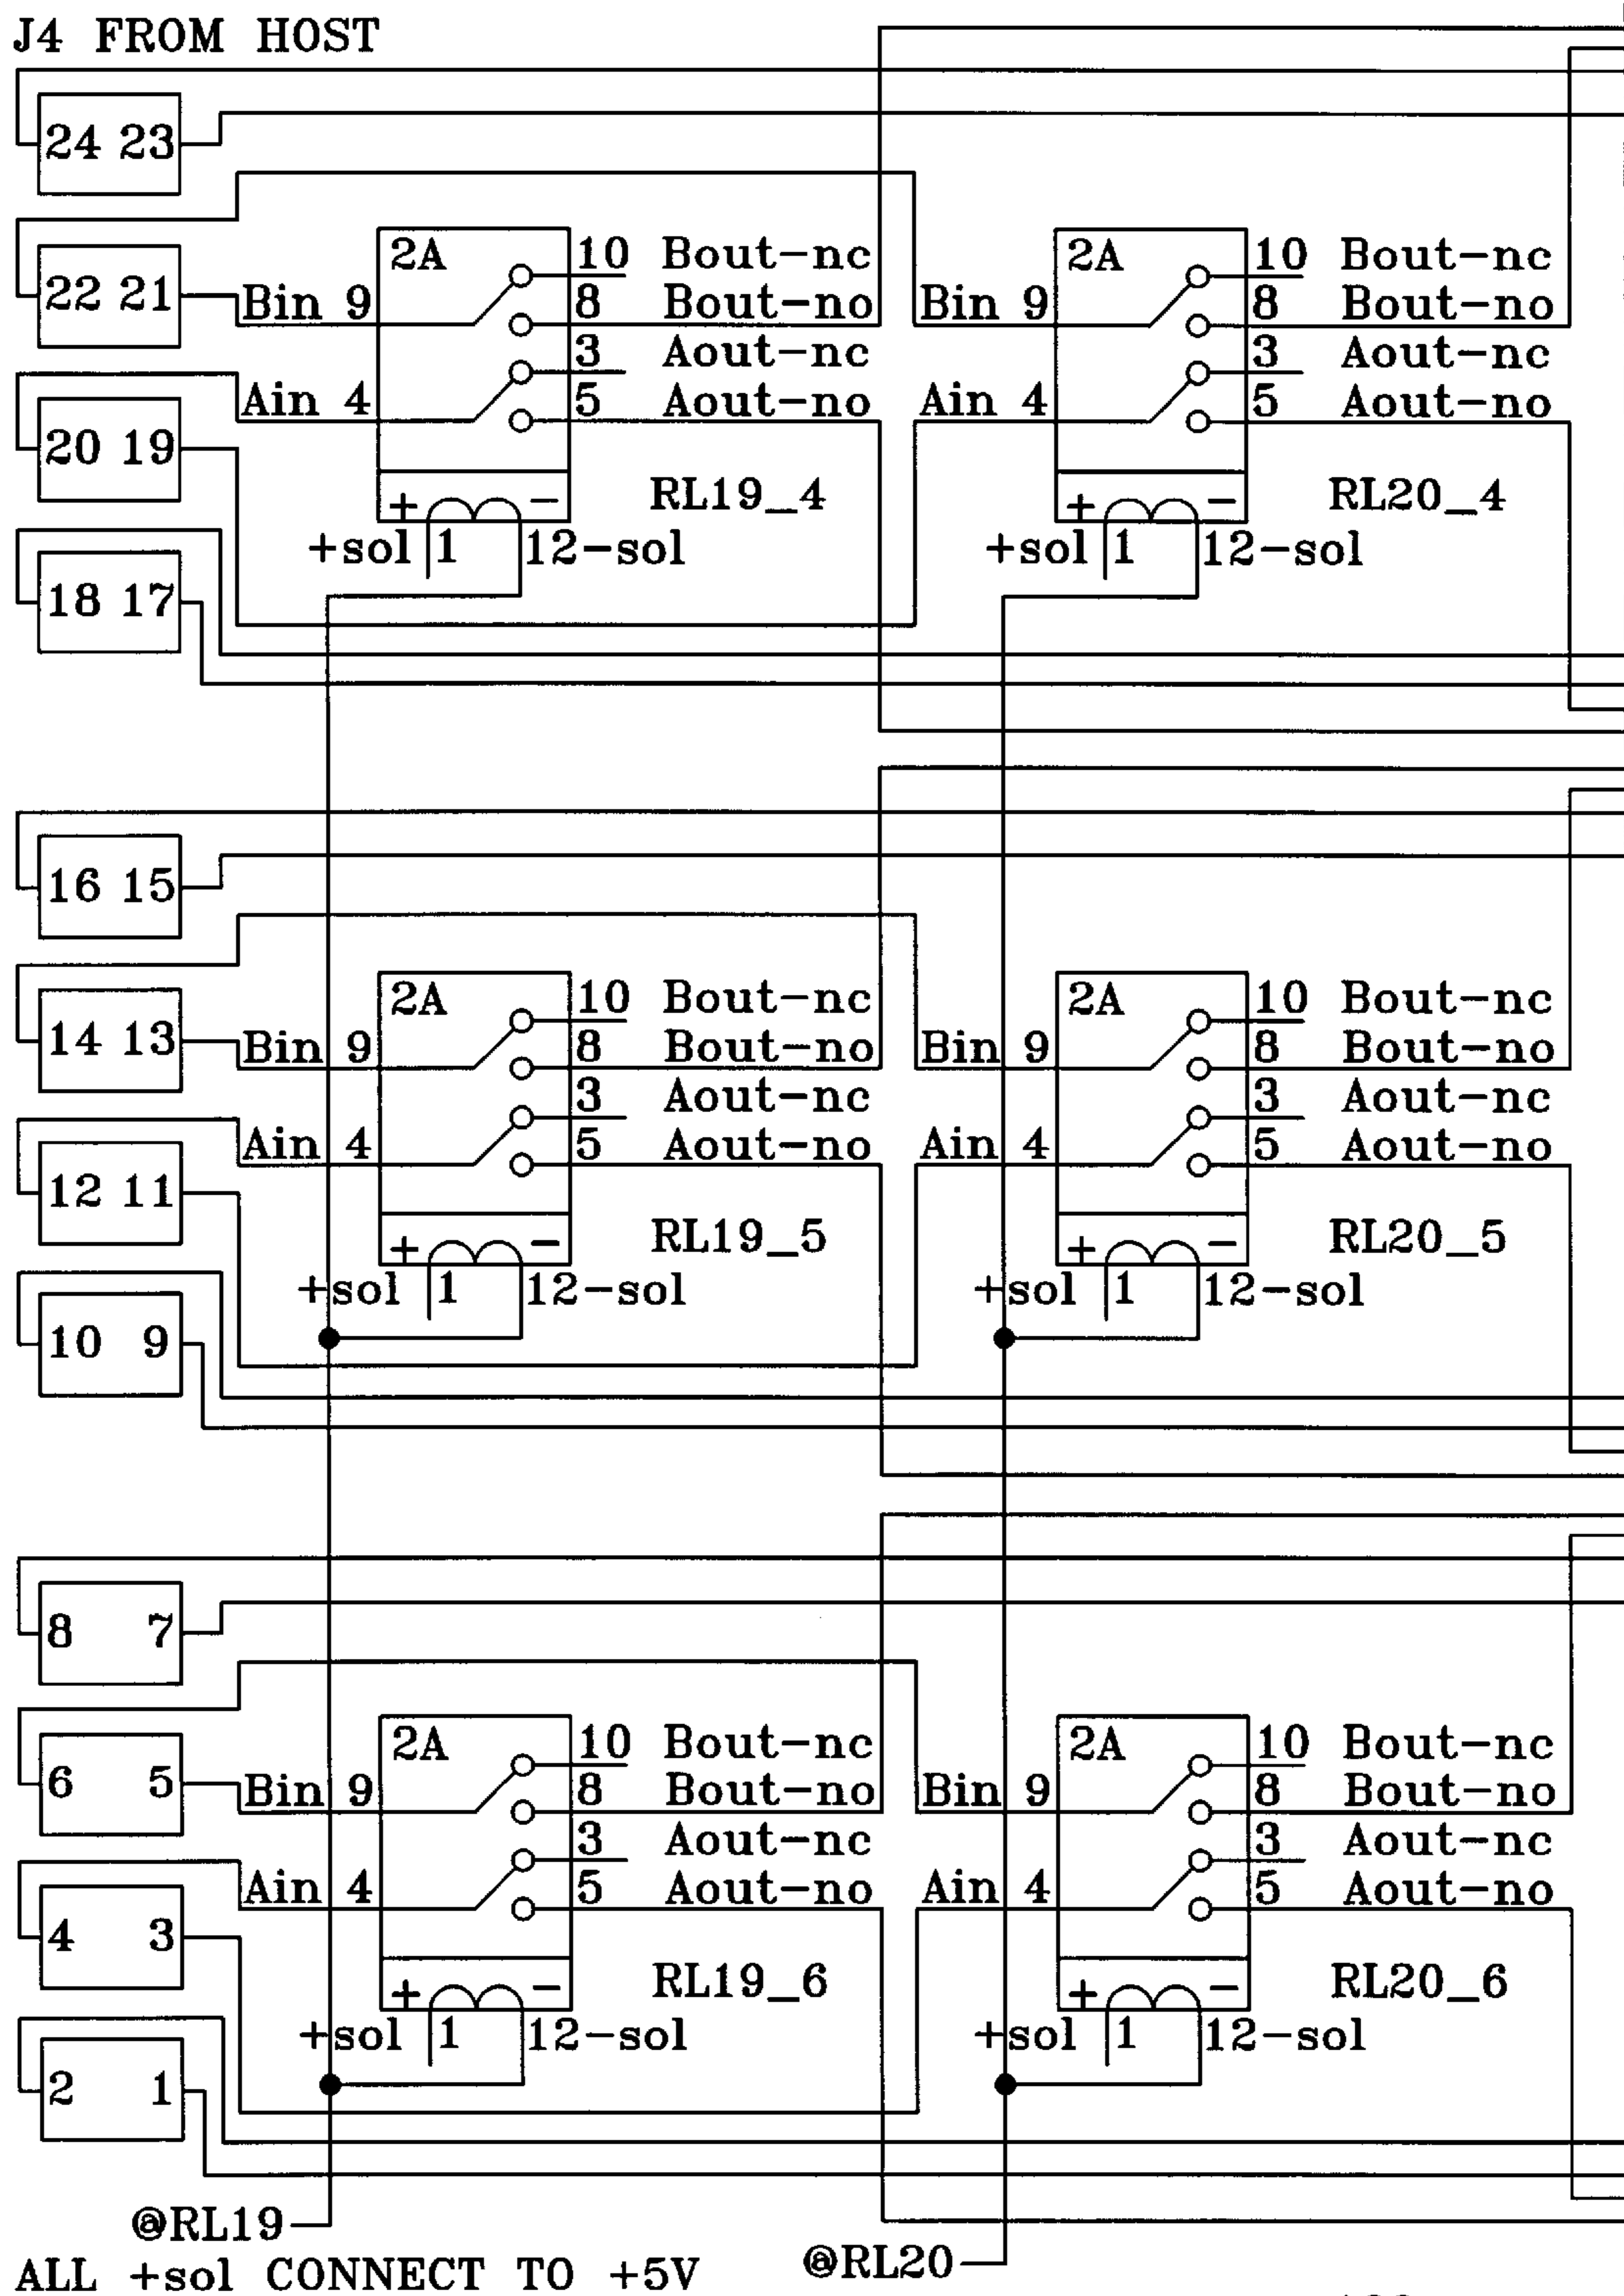 J4 FROM HOST
24 23
22 21
20 19
18 17
2A
Bin 9
Ain 4
10 Bout-nc
8 Bout-no
3 Aout-nc
5 Aout-no
RL19_4
+ -
+sol 1 12-sol
2A
Bin 9
Ain 4
10 Bout-nc
8 Bout-no
3 Aout-nc
5 Aout-no
RL20_4
+ -
+sol 1 12-sol
16 15
14 13
12 11
10 9
2A
Bin 9
Ain 4
10 Bout-nc
8 Bout-no
3 Aout-nc
5 Aout-no
RL19_5
+ -
+sol 1 12-sol
2A
Bin 9
Ain 4
10 Bout-nc
8 Bout-no
3 Aout-nc
5 Aout-no
RL20_5
+ -
+sol 1 12-sol
8 7
6 5
4 3
2 1
2A
Bin 9
Ain 4
10 Bout-nc
8 Bout-no
3 Aout-nc
5 Aout-no
RL19_6
+ -
+sol 1 12-sol
2A
Bin 9
Ain 4
10 Bout-nc
8 Bout-no
3 Aout-nc
5 Aout-no
RL20_6
+ -
+sol 1 12-sol
@RL19
@RL20
ALL +sol CONNECT TO +5V